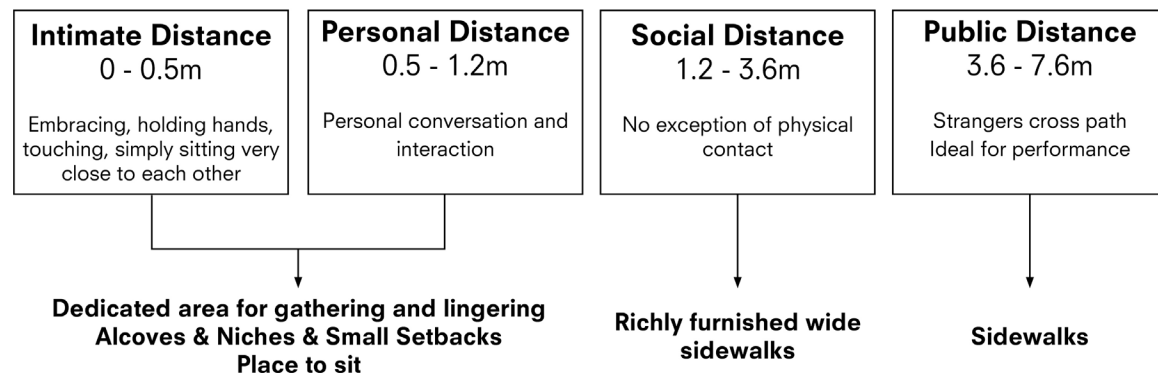 Intimate Distance
0 - 0.5m
Embracing, holding hands,
touching, simply sitting very
close to each other
Personal Distance
0.5 - 1.2m
Personal conversation and
interaction
Social Distance
1.2 - 3.6m
No exception of physical
contact
Public Distance
3.6 - 7.6m
Strangers cross path
Ideal for performance
Dedicated area for gathering and lingering
Alcoves & Niches & Small Setbacks
Place to sit
Richly furnished wide
sidewalks
Sidewalks